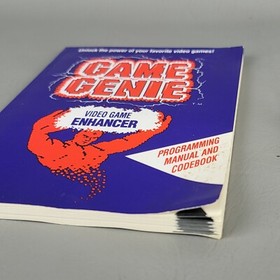 Unlock the power of your favorite video games!
GAME
GENIE
VIDEO GAME
ENHANCER
PROGRAMMING
MANUAL AND
CODEBOOK